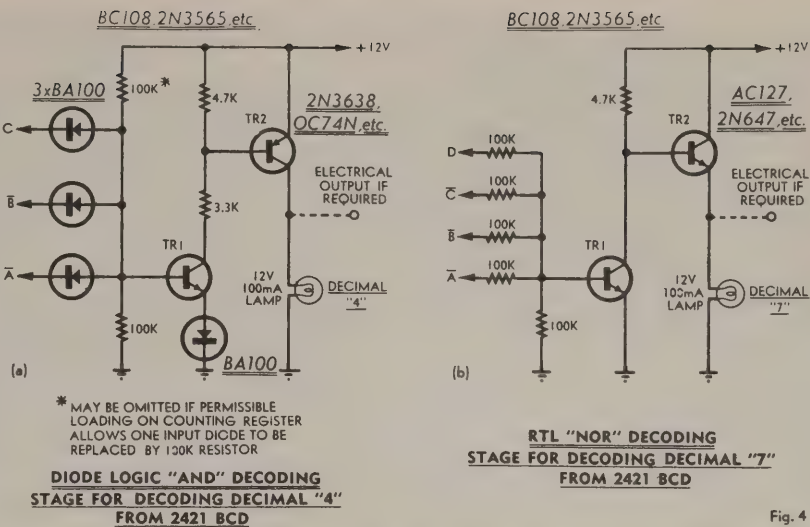 BC108.2N3565.etc
+12V
3xBA100
100K*
4.7K
2N3638,
OC74N,etc.
TR2
C
ELECTRICAL
OUTPUT IF
REQUIRED
B̅
3.3K
TR1
A̅
12V
100mA
LAMP
DECIMAL
"4"
100K
BA100
(a)
* MAY BE OMITTED IF PERMISSIBLE
LOADING ON COUNTING REGISTER
ALLOWS ONE INPUT DIODE TO BE
REPLACED BY 100K RESISTOR
DIODE LOGIC "AND" DECODING
STAGE FOR DECODING DECIMAL "4"
FROM 2421 BCD
BC108.2N3565.etc
+12V
4.7K
AC127,
2N647,etc.
TR2
D
100K
C̅
100K
ELECTRICAL
OUTPUT IF
REQUIRED
B̅
100K
TR1
A̅
100K
12V
100mA
LAMP
DECIMAL
"7"
100K
(b)
RTL "NOR" DECODING
STAGE FOR DECODING DECIMAL "7"
FROM 2421 BCD
Fig. 4